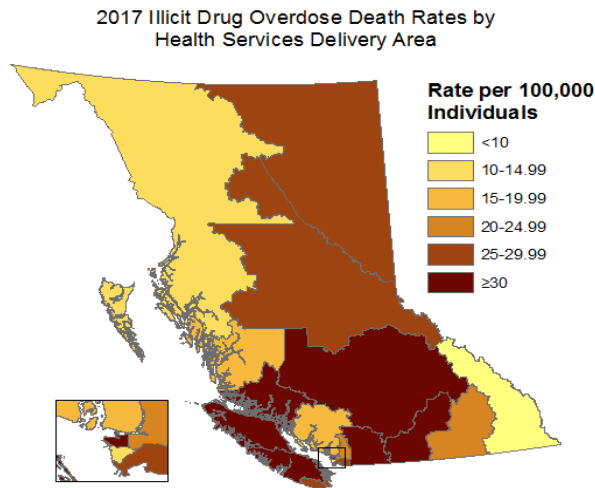 2017 Illicit Drug Overdose Death Rates by
Health Services Delivery Area
Rate per 100,000
Individuals
<10
10-14.99
15-19.99
20-24.99
25-29.99
≥30